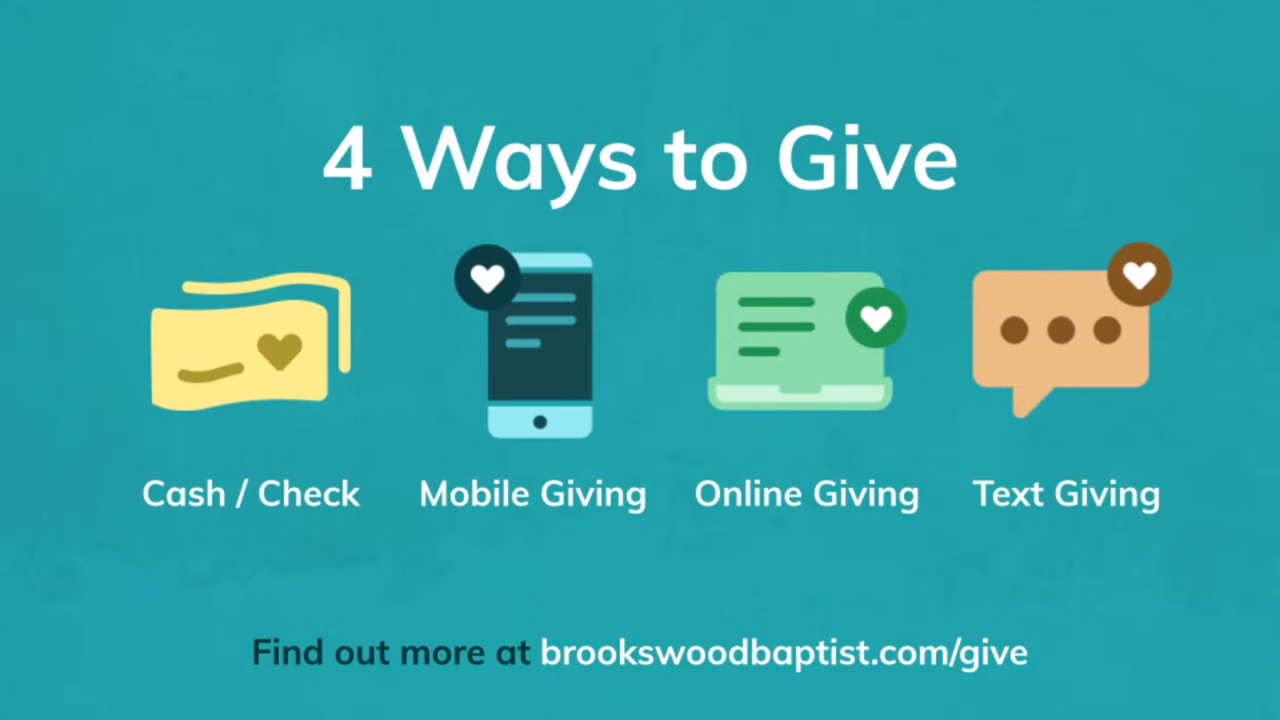 4 Ways to Give
Cash / Check
Mobile Giving
Online Giving
Text Giving
Find out more at brookswoodbaptist.com/give